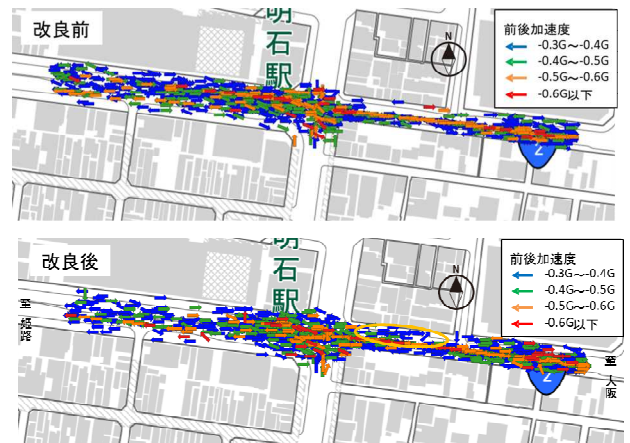 改良前
明石駅
N
前後加速度
-0.3G～-0.4G
-0.4G～-0.5G
-0.5G～-0.6G
-0.6G以下
2
改良後
明石駅
N
前後加速度
-0.3G～-0.4G
-0.4G～-0.5G
-0.5G～-0.6G
-0.6G以下
至 姫路
至 大阪
2